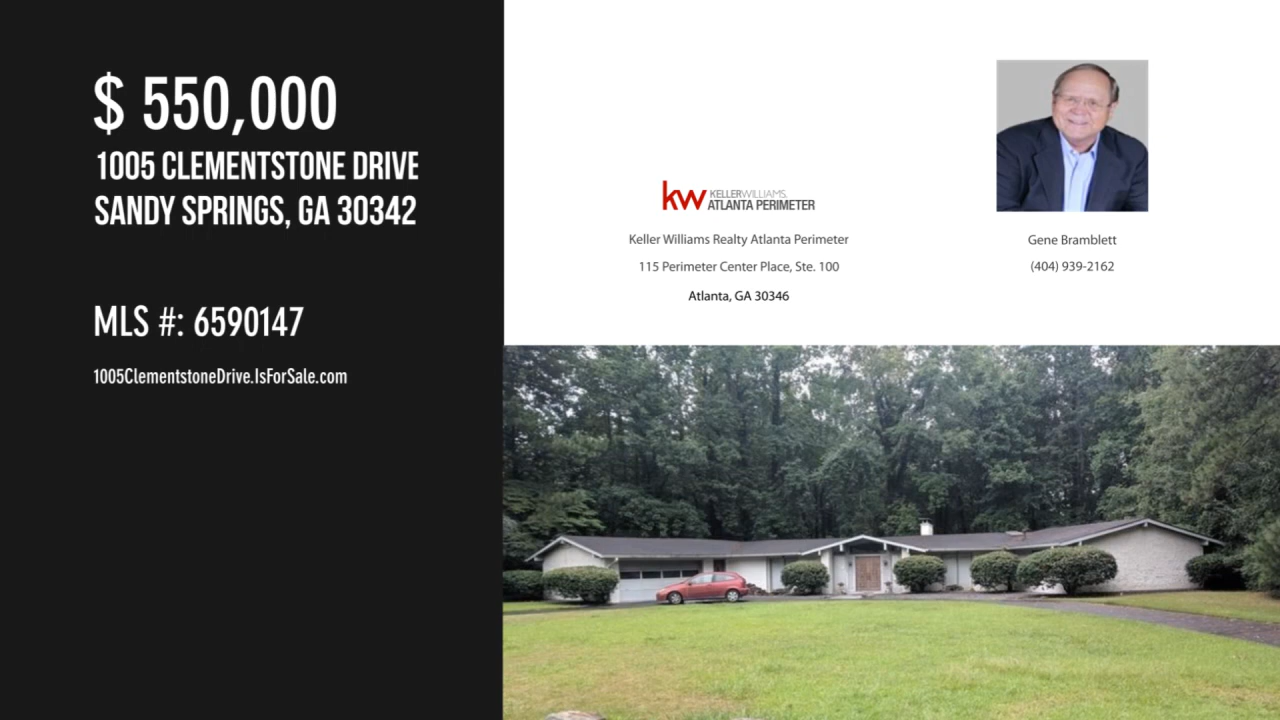 $ 550,000
1005 CLEMENTSTONE DRIVE
SANDY SPRINGS, GA 30342
MLS #: 6590147
1005ClementstoneDrive.IsForSale.com
kw KELLERWILLIAMS.
ATLANTA PERIMETER
Keller Williams Realty Atlanta Perimeter
115 Perimeter Center Place, Ste. 100
Atlanta, GA 30346
Gene Bramblett
(404) 939-2162